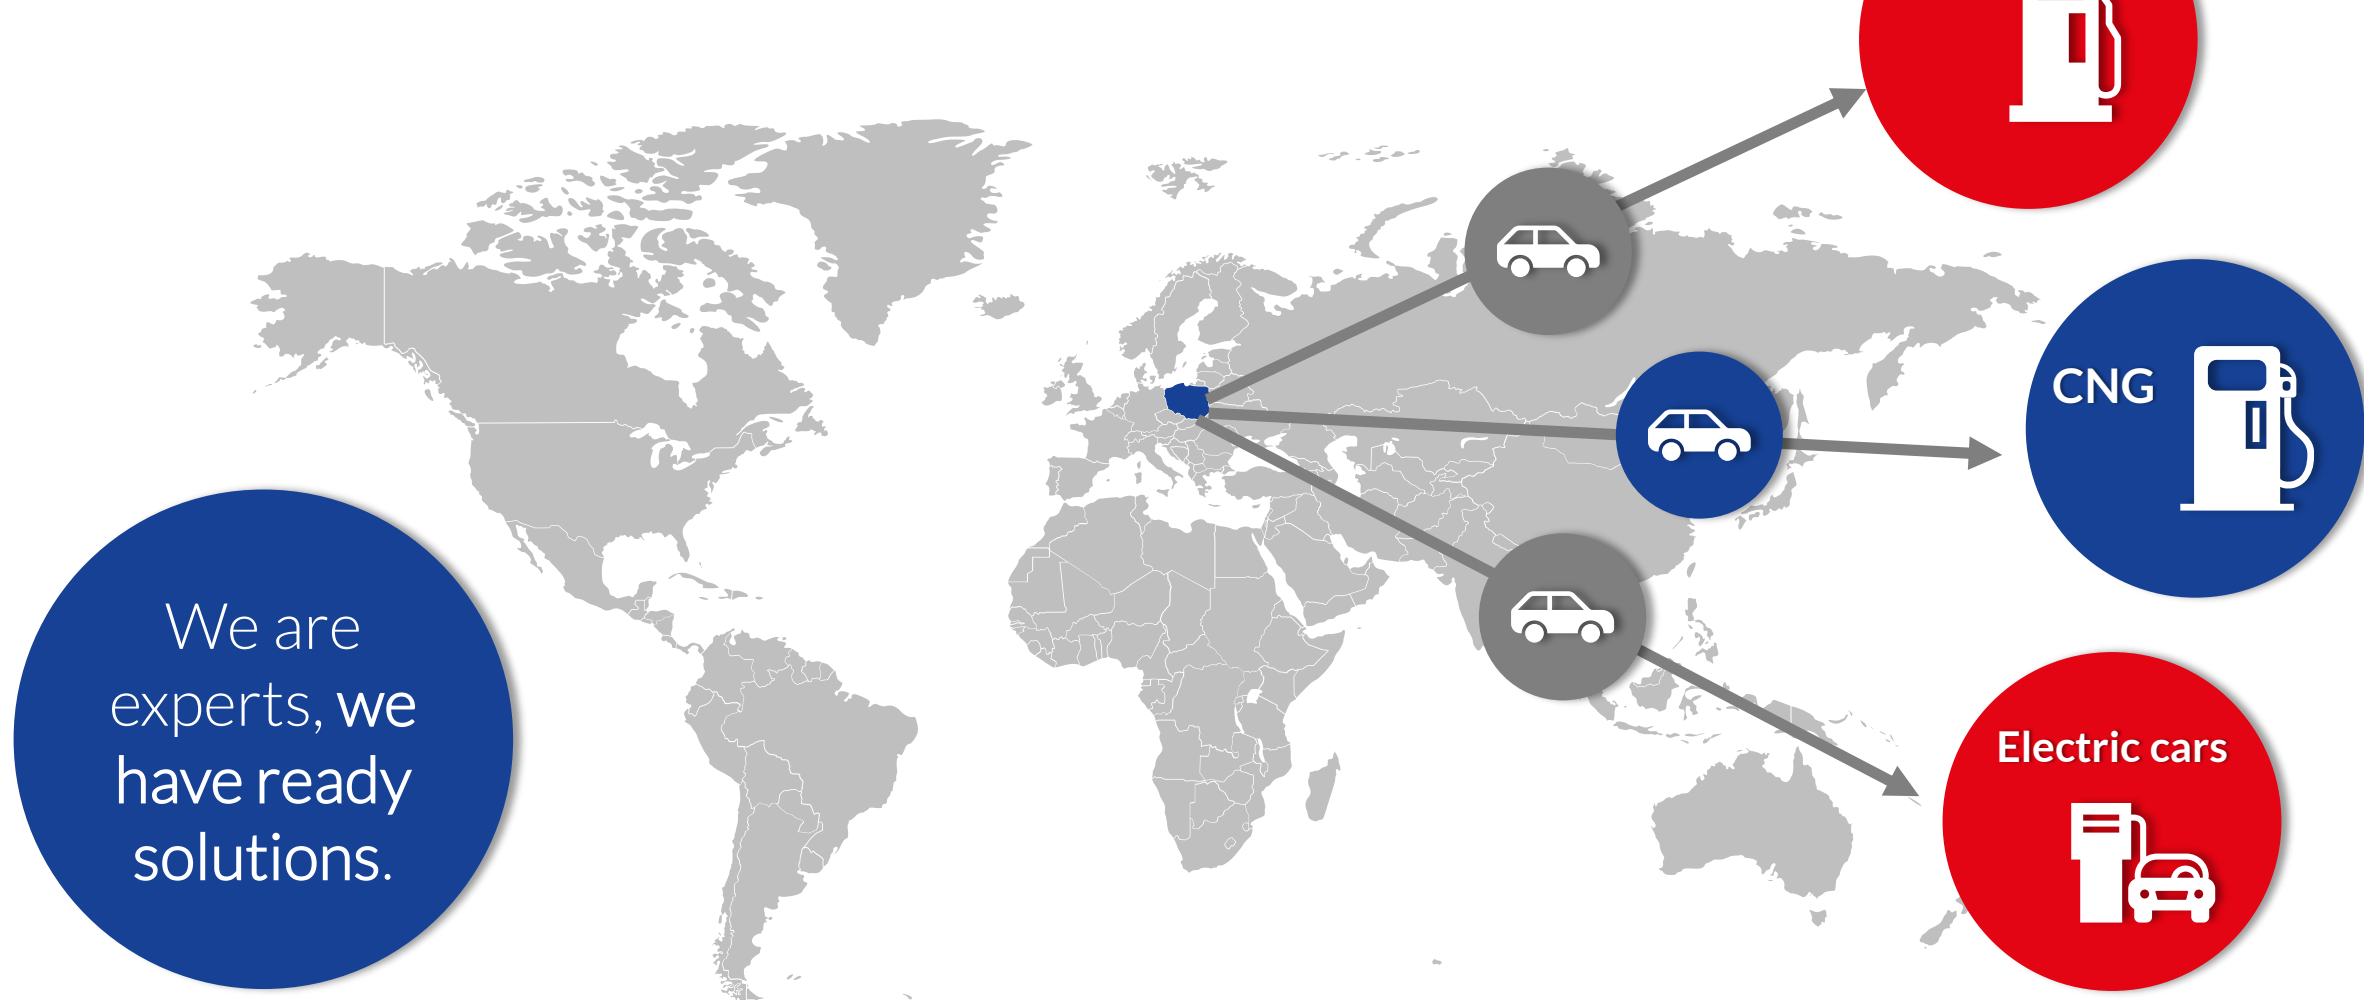 CNG
We are
experts, we
have ready
solutions.
Electric cars